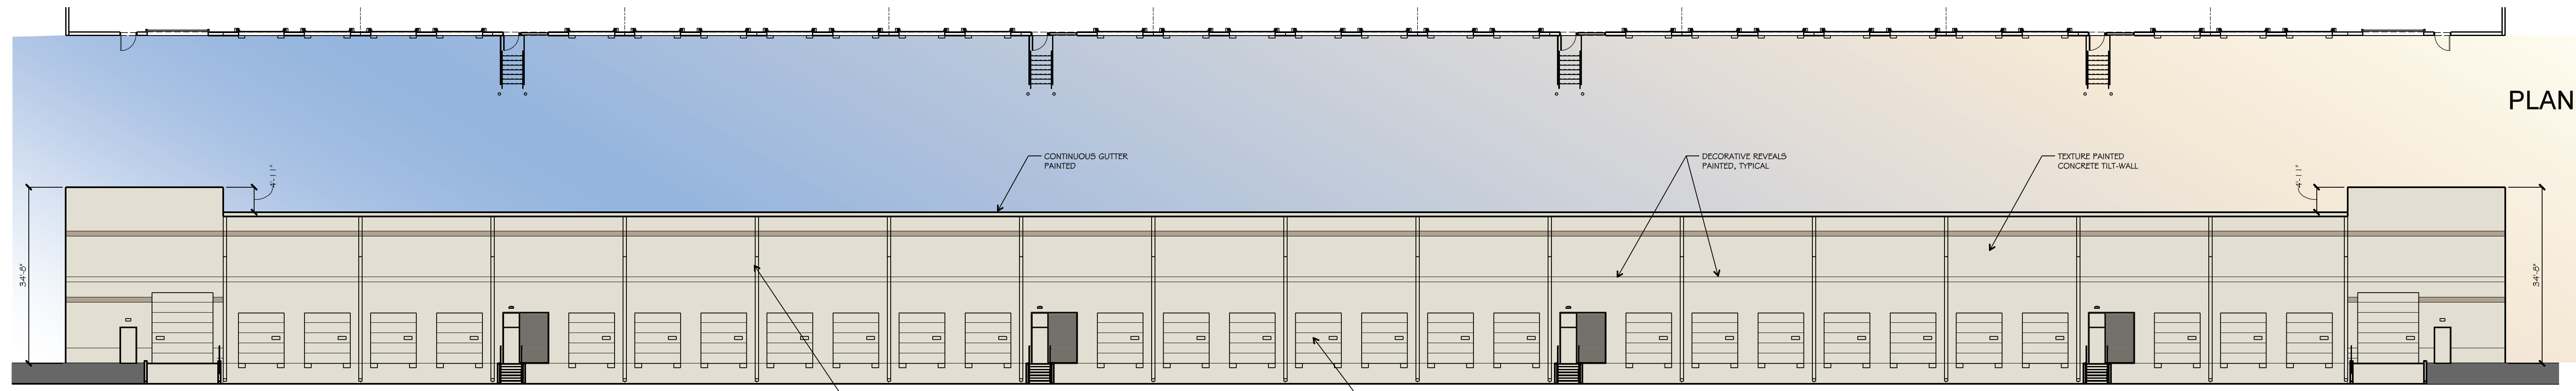 PLAN
CONTINUOUS GUTTER
PAINTED
DECORATIVE REVEALS
PAINTED, TYPICAL
TEXTURE PAINTED
CONCRETE TILT-WALL
4'-11"
4'-11"
34'-8"
34'-8"